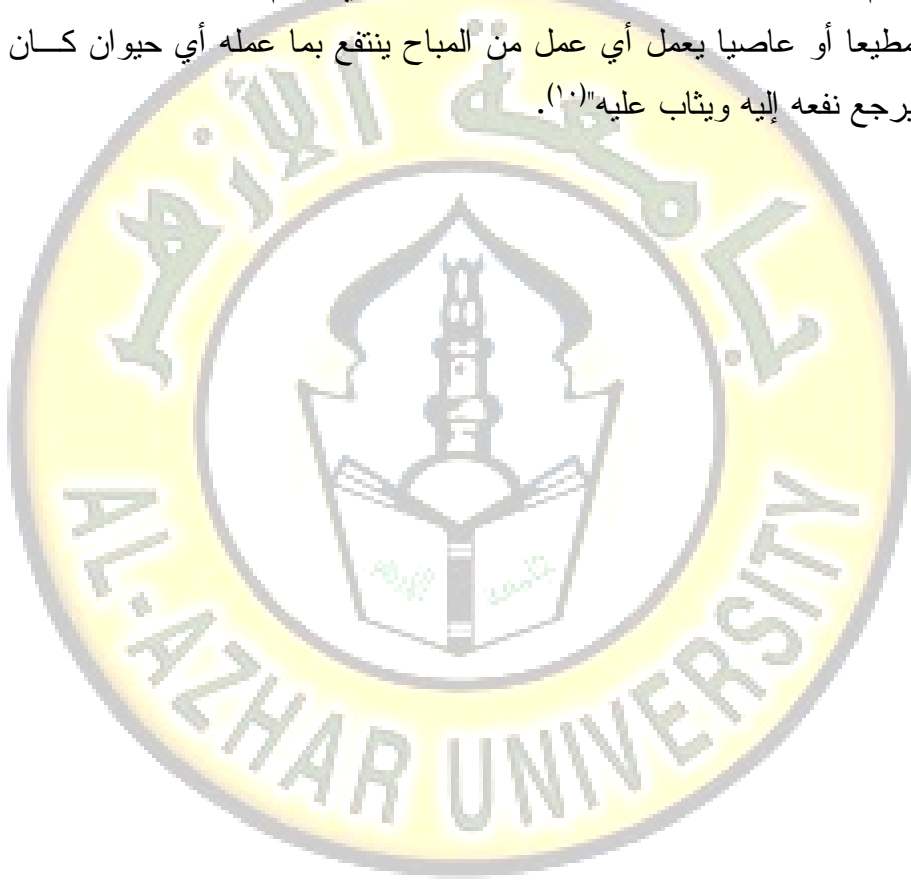 مطيعا أو عاصيا يعمل أي عمل من المباح ينتفع بما عمله أي حيوان كـــان
يرجع نفعه إليه ويثاب عليه"(١٠).
جامعة الأزهر
AL-AZHAR UNIVERSITY